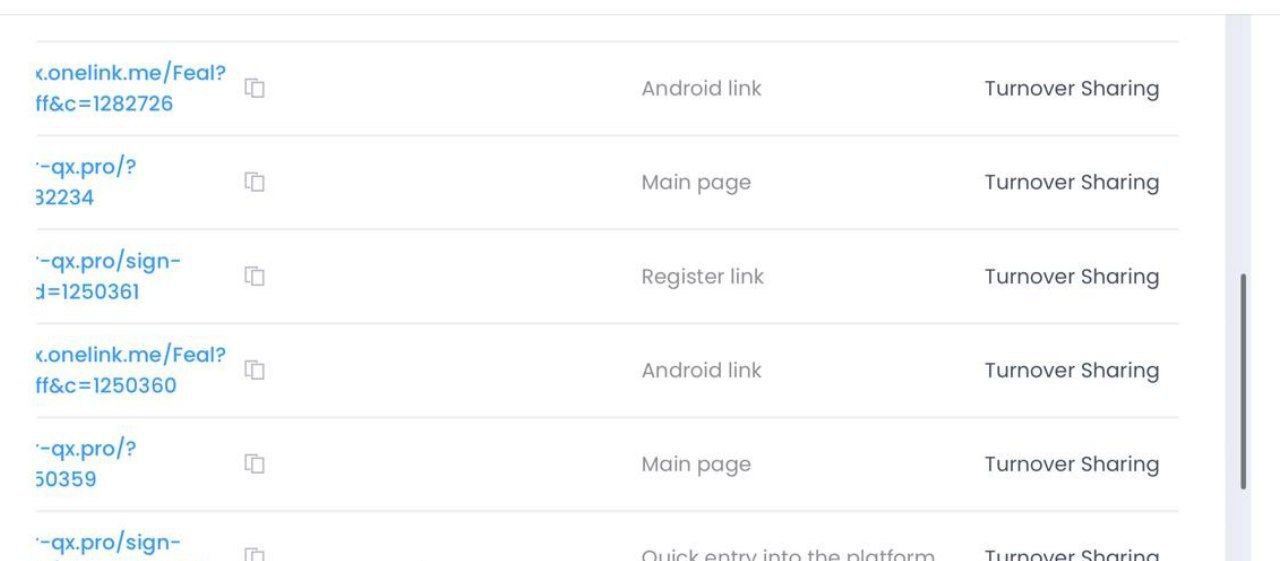 x.onelink.me/Feal?
ff&c=1282726
Android link
Turnover Sharing
-qx.pro/?
32234
Main page
Turnover Sharing
-qx.pro/sign-
d=1250361
Register link
Turnover Sharing
x.onelink.me/Feal?
ff&c=1250360
Android link
Turnover Sharing
-qx.pro/?
50359
Main page
Turnover Sharing
-qx.pro/sign-
Quick entry into the platform
Turnover Sharing